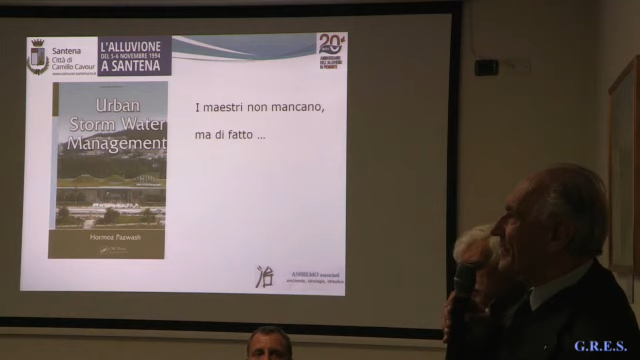 Santena
Città di
Camillo Cavour
L'ALLUVIONE
DEL 5-6 NOVEMBRE 1994
A SANTENA
20
Urban
Storm Water
Management
Hormoz Pazwash
I maestri non mancano,
ma di fatto ...
G.R.E.S.